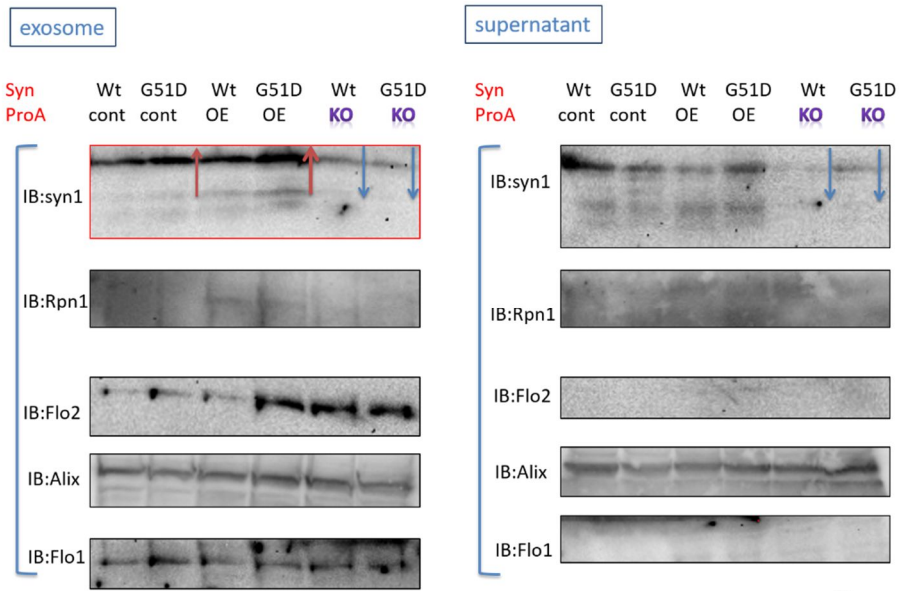 exosome
Syn Wt G51D Wt G51D Wt G51D
ProA cont cont OE OE KO KO
IB:syn1
IB:Rpn1
IB:Flo2
IB:Alix
IB:Flo1
supernatant
Wt G51D Wt G51D Wt G51D
Syn
ProA cont cont OE OE KO KO
IB:syn1
IB:Rpn1
IB:Flo2
IB:Alix
IB:Flo1